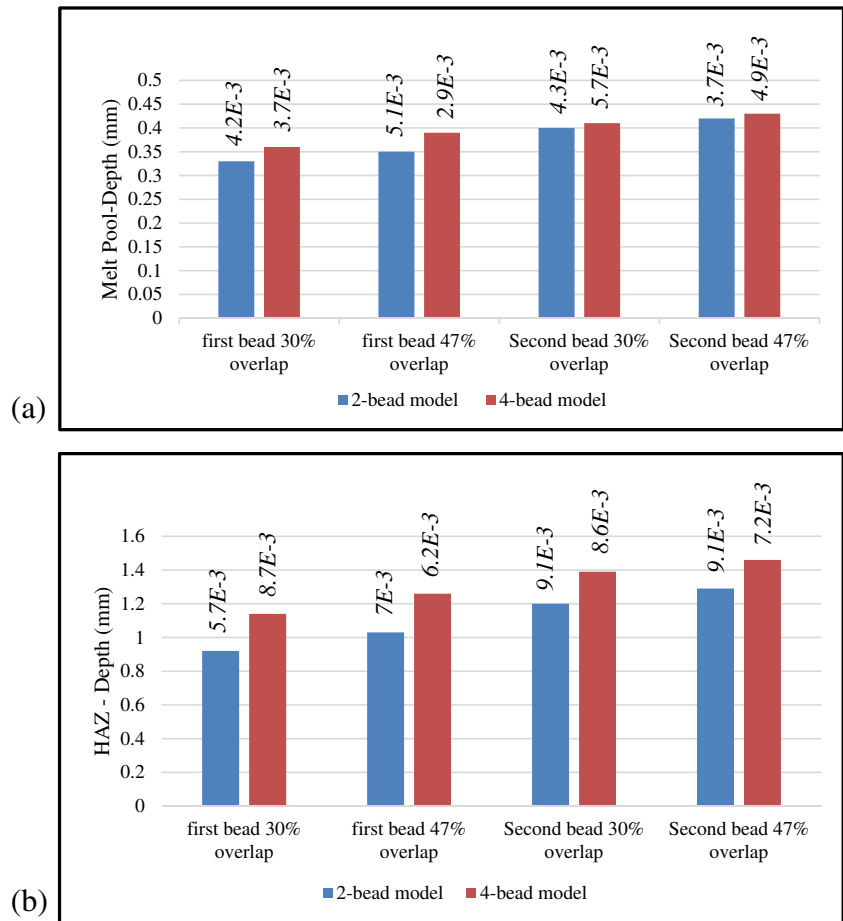 4.2E-3 3.7E-3 5.1E-3 2.9E-3 4.3E-3 5.7E-3 3.7E-3 4.9E-3
Melt Pool-Depth (mm)
0.5
0.45
0.4
0.35
0.3
0.25
0.2
0.15
0.1
0.05
0
first bead 30% first bead 47% Second bead 30% Second bead 47%
overlap overlap overlap overlap
2-bead model 4-bead model
(a)
5.7E-3 8.7E-3 7E-3 6.2E-3 9.1E-3 8.6E-3 9.1E-3 7.2E-3
HAZ - Depth (mm)
1.6
1.4
1.2
1
0.8
0.6
0.4
0.2
0
first bead 30% first bead 47% Second bead 30% Second bead 47%
overlap overlap overlap overlap
2-bead model 4-bead model
(b)